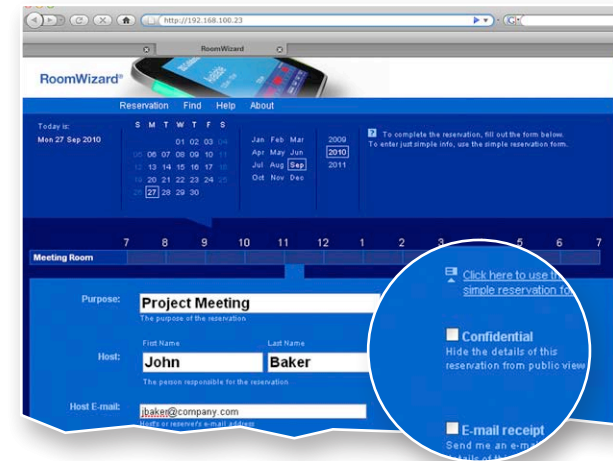 http://192.168.100.23
RoomWizard
RoomWizard®
Reservation Find Help About
Today is:
Mon 27 Sep 2010
S M T W T F S
01 02 03 04
05 06 07 08 09 10 11
12 13 14 15 16 17 18
19 20 21 22 23 24 25
26 27 28 29 30
Jan Feb Mar
Apr May Jun
Jul Aug Sep
Oct Nov Dec
2009
2010
2011
To complete the reservation, fill out the form below.
To enter just simple info, use the simple reservation form.
7 8 9 10 11 12 1 2 3 5 6 7
Meeting Room
Click here to use
simple reservation
Purpose:
Project Meeting
The purpose of the reservation
First Name Last Name
Host:
John Baker
The person responsible for the reservation
Host E-mail:
jbaker@company.com
Host's or reserve's e-mail address
Confidential
Hide the details of this
reservation from public view
E-mail receipt
Send me an
details of